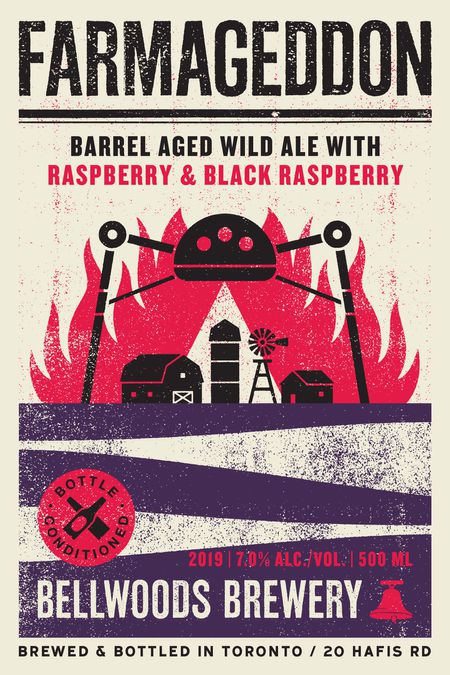 FARMAGEDDON
BARREL AGED WILD ALE WITH
RASPBERRY & BLACK RASPBERRY
· BOTTLE ·
CONDITIONED
2019 | 7.0% ALC./VOL. | 500 ML
BELLWOODS BREWERY
BREWED & BOTTLED IN TORONTO / 20 HAFIS RD